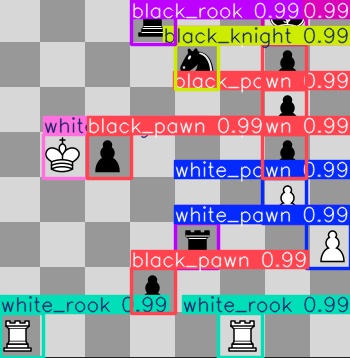 black_rook 0.99 0.99
black_knight 0.99
black_pawn 0.99
white black_pawn 0.99 wn 0.99
white_pawn 0.99
white_pawn 0.99
black_pawn 0.99
white_rook 0.99 white_rook 0.99